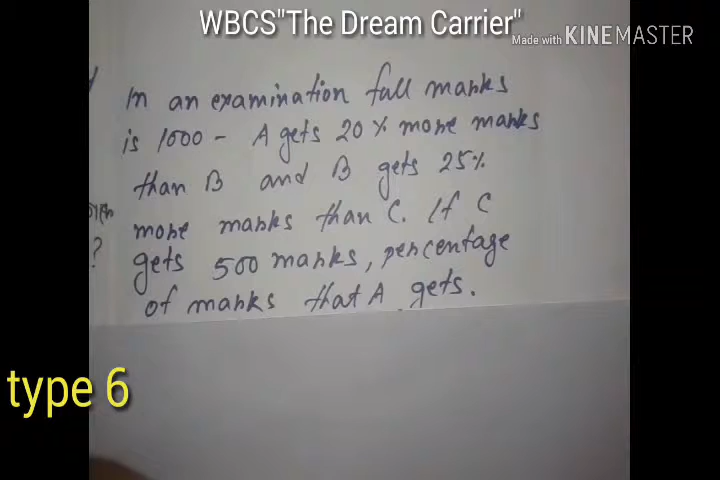 WBCS"The Dream Carrier"
Made with KINEMASTER
In an examination full marks
is 1000 - A gets 20% more marks
than B and B gets 25%
more marks than C. If C
?
gets 500 marks, percentage
of marks that A gets.
type 6